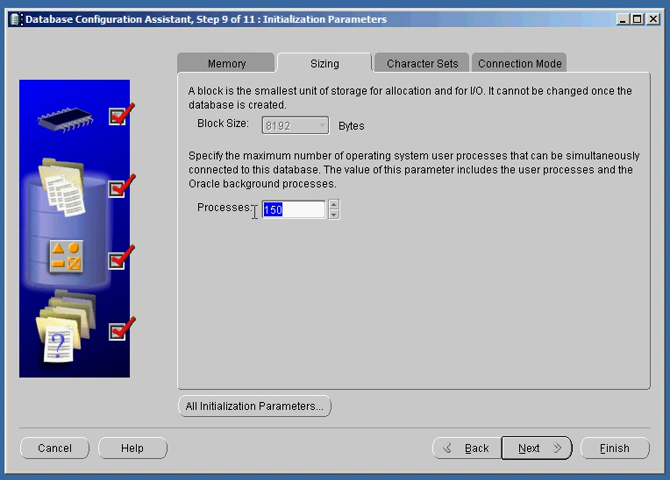 Database Configuration Assistant, Step 9 of 11 : Initialization Parameters
Memory
Sizing
Character Sets
Connection Mode
A block is the smallest unit of storage for allocation and for I/O. It cannot be changed once the
database is created.
Block Size: 8192 Bytes
Specify the maximum number of operating system user processes that can be simultaneously
connected to this database. The value of this parameter includes the user processes and the
Oracle background processes.
Processes: 150
?
All Initialization Parameters...
Cancel
Help
Back
Next
Finish